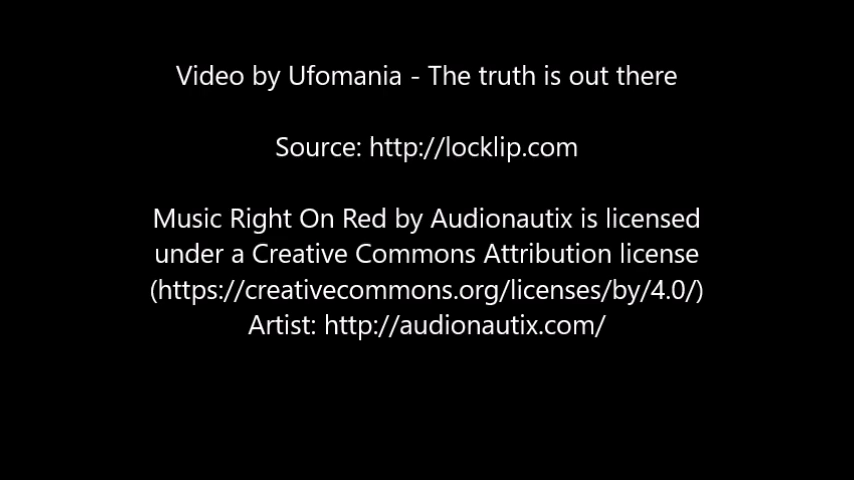 Video by Ufomania - The truth is out there
Source: http://locklip.com
Music Right On Red by Audionautix is licensed
under a Creative Commons Attribution license
(https://creativecommons.org/licenses/by/4.0/)
Artist: http://audionautix.com/